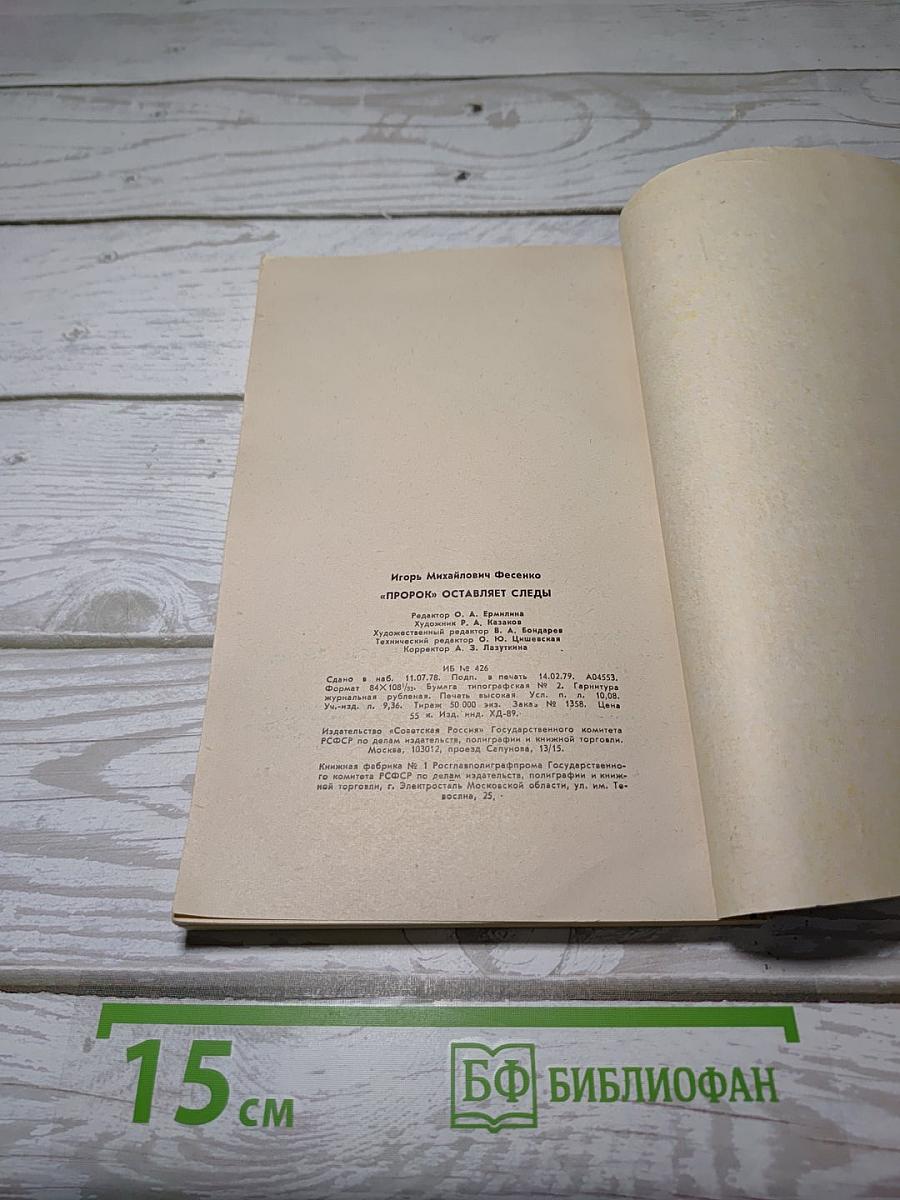 Игорь Михайлович Фесенко
«ПРОРОК» ОСТАВЛЯЕТ СЛЕДЫ
Редактор О. А. Ермилина
Художник Р. А. Казаков
Художественный редактор В. А. Бондарев
Технический редактор О. Ю. Цишевская
Корректор А. З. Лазуткина
ИБ № 426
Сдано в наб. 11.07.78. Подп. в печать 14.02.79. А04553.
Формат 84×108¹/₃₂. Бумага типографская № 2. Гарнитура
журнальная рубленая. Печать высокая. Усл. п. л. 10,08.
Уч.-изд. л. 9,36. Тираж 50 000 экз. Заказ № 1358. Цена
55 к. Изд. инд. ХД-89.
Издательство «Советская Россия» Государственного комитета
РСФСР по делам издательств, полиграфии и книжной торговли.
Москва, 103012, проезд Сапунова, 13/15.
Книжная фабрика № 1 Росглавполиграфпрома Государственно-
го комитета РСФСР по делам издательств, полиграфии и книж-
ной торговли, г. Электросталь Московской области, ул. им. Те-
восяна, 25.
15 см
БФ БИБЛИОФАН